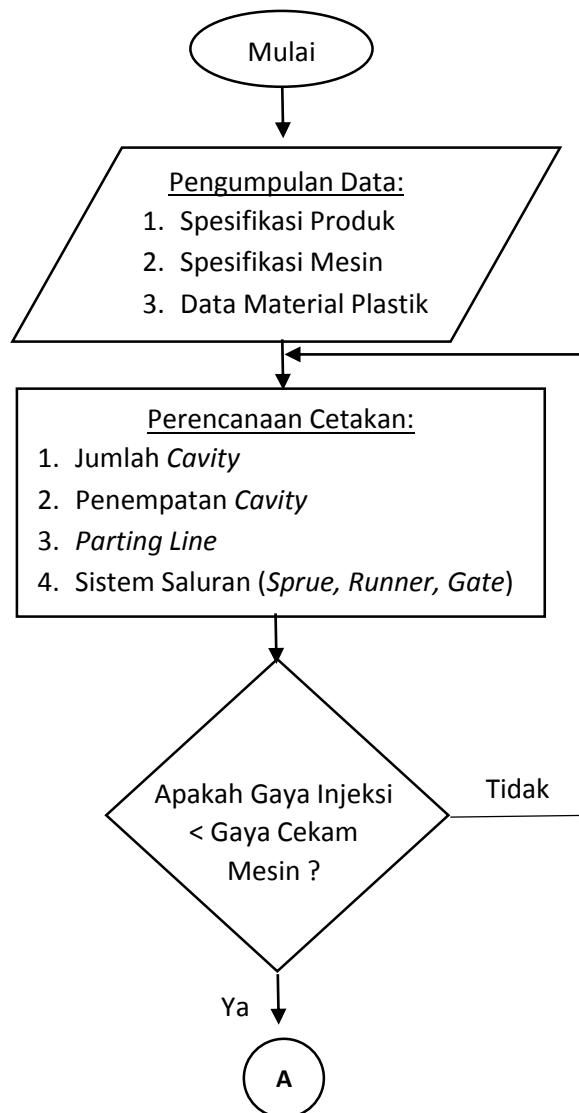 Mulai
Pengumpulan Data:
1. Spesifikasi Produk
2. Spesifikasi Mesin
3. Data Material Plastik
Perencanaan Cetakan:
1. Jumlah Cavity
2. Penempatan Cavity
3. Parting Line
4. Sistem Saluran (Sprue, Runner, Gate)
Apakah Gaya Injeksi
< Gaya Cekam
Mesin ?
Tidak
Ya
A